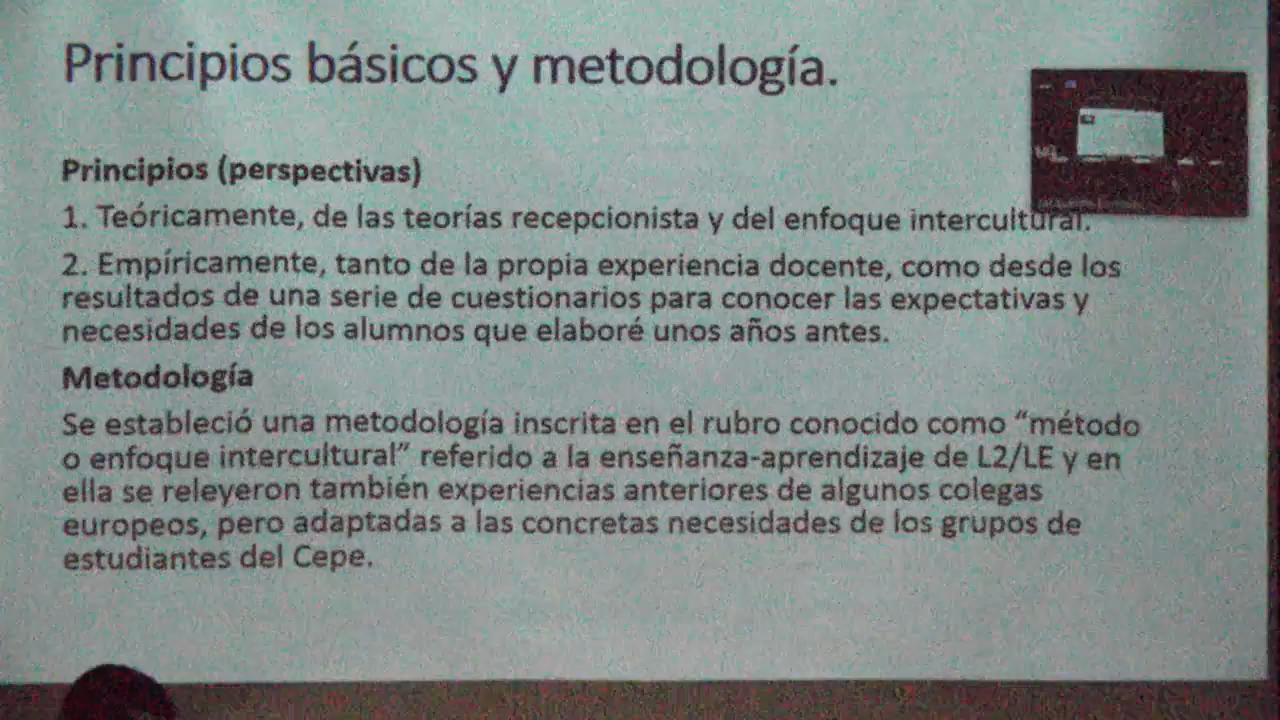 Principios básicos y metodología.
Principios (perspectivas)
1. Teóricamente, de las teorías recepcionista y del enfoque intercultural.
2. Empíricamente, tanto de la propia experiencia docente, como desde los
resultados de una serie de cuestionarios para conocer las expectativas y
necesidades de los alumnos que elaboré unos años antes.
Metodología
Se estableció una metodología inscrita en el rubro conocido como “método
o enfoque intercultural” referido a la enseñanza-aprendizaje de L2/LE y en
ella se releyeron también experiencias anteriores de algunos colegas
europeos, pero adaptadas a las concretas necesidades de los grupos de
estudiantes del Cepe.